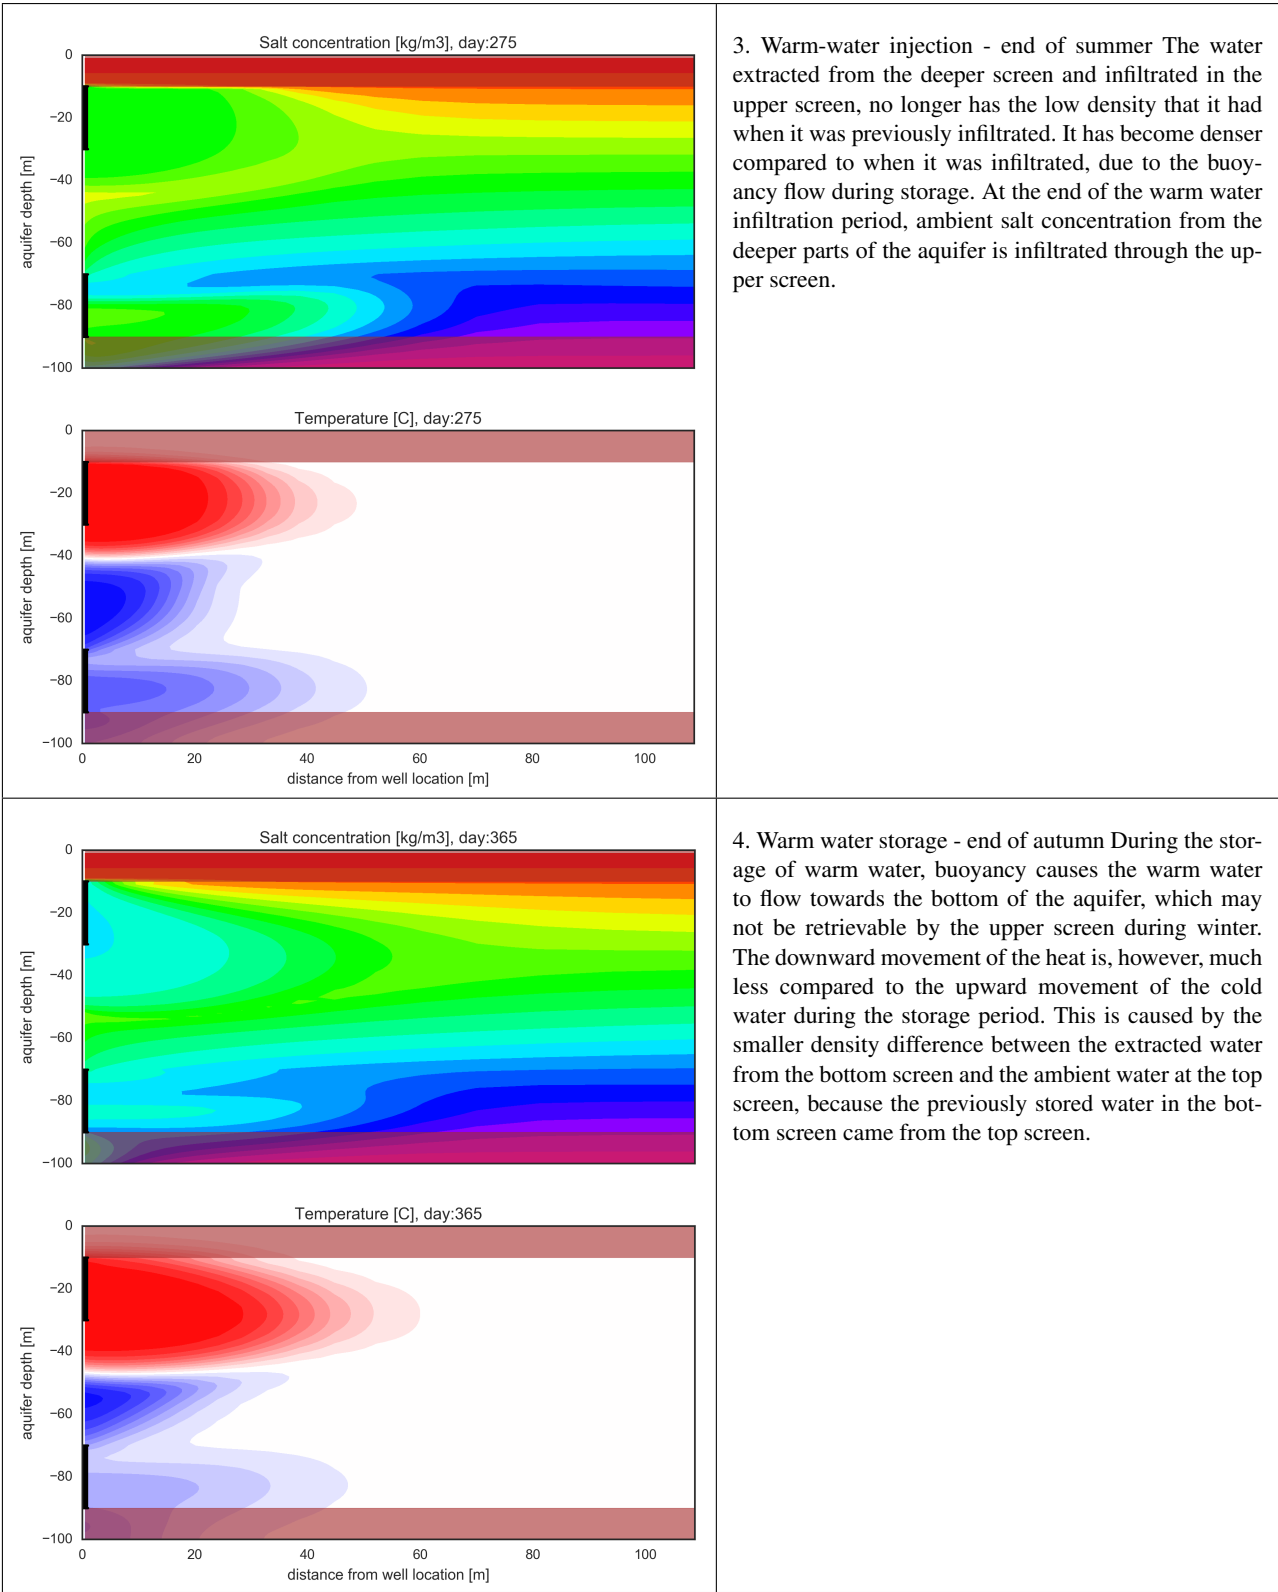 Salt concentration [kg/m3], day:275
0
−20
−40
−60
−80
−100
aquifer depth [m]
Temperature [C], day:275
0
−20
−40
−60
−80
−100
aquifer depth [m]
0 20 40 60 80 100
distance from well location [m]
3. Warm-water injection - end of summer The water
extracted from the deeper screen and infiltrated in the
upper screen, no longer has the low density that it had
when it was previously infiltrated. It has become denser
compared to when it was infiltrated, due to the buoy-
ancy flow during storage. At the end of the warm water
infiltration period, ambient salt concentration from the
deeper parts of the aquifer is infiltrated through the up-
per screen.
Salt concentration [kg/m3], day:365
0
−20
−40
−60
−80
−100
aquifer depth [m]
Temperature [C], day:365
0
−20
−40
−60
−80
−100
aquifer depth [m]
0 20 40 60 80 100
distance from well location [m]
4. Warm water storage - end of autumn During the stor-
age of warm water, buoyancy causes the warm water
to flow towards the bottom of the aquifer, which may
not be retrievable by the upper screen during winter.
The downward movement of the heat is, however, much
less compared to the upward movement of the cold
water during the storage period. This is caused by the
smaller density difference between the extracted water
from the bottom screen and the ambient water at the top
screen, because the previously stored water in the bot-
tom screen came from the top screen.